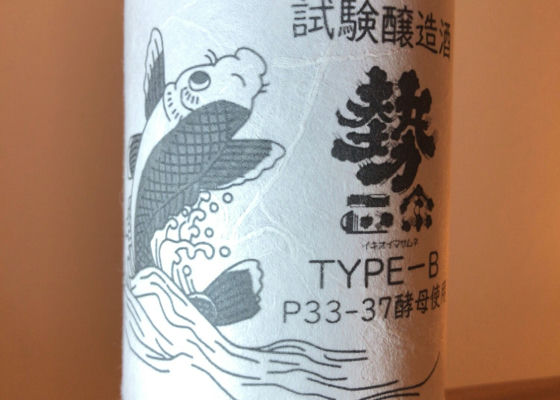 試験醸造酒
勢
正宗
イキオイマサムネ
TYPE-B
P33-37酵母使用